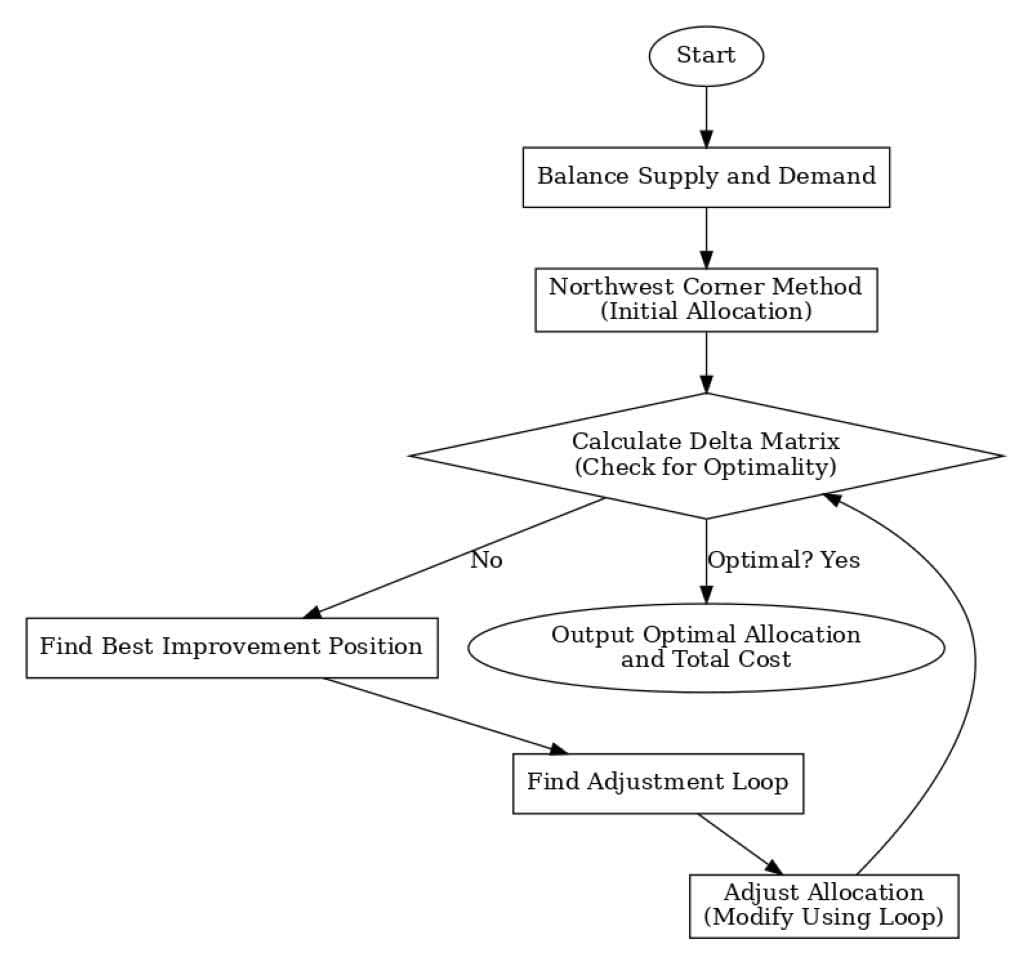 Start
Balance Supply and Demand
Northwest Corner Method
(Initial Allocation)
Calculate Delta Matrix
(Check for Optimality)
No
Optimal? Yes
Find Best Improvement Position
Output Optimal Allocation
and Total Cost
Find Adjustment Loop
Adjust Allocation
(Modify Using Loop)